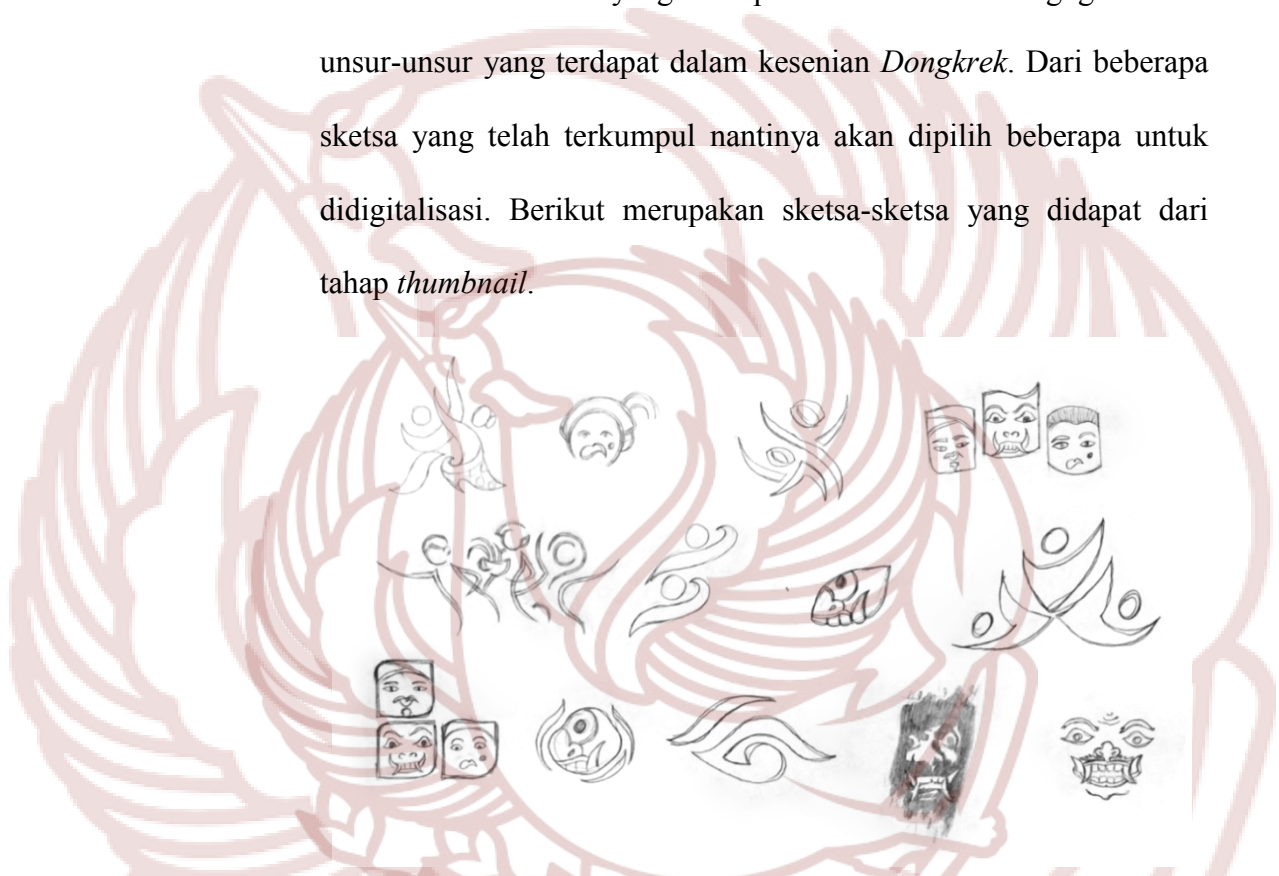 unsur-unsur yang terdapat dalam kesenian Dongkrek. Dari beberapa
sketsa yang telah terkumpul nantinya akan dipilih beberapa untuk
didigitalisasi. Berikut merupakan sketsa-sketsa yang didapat dari
tahap thumbnail.